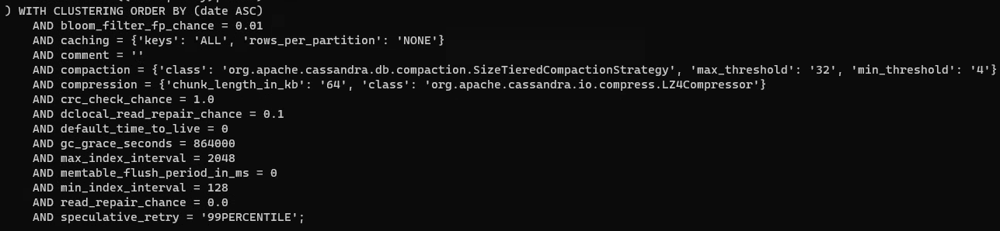 ) WITH CLUSTERING ORDER BY (date ASC)
    AND bloom_filter_fp_chance = 0.01
    AND caching = {'keys': 'ALL', 'rows_per_partition': 'NONE'}
    AND comment = ''
    AND compaction = {'class': 'org.apache.cassandra.db.compaction.SizeTieredCompactionStrategy', 'max_threshold': '32', 'min_threshold': '4'}
    AND compression = {'chunk_length_in_kb': '64', 'class': 'org.apache.cassandra.io.compress.LZ4Compressor'}
    AND crc_check_chance = 1.0
    AND dclocal_read_repair_chance = 0.1
    AND default_time_to_live = 0
    AND gc_grace_seconds = 864000
    AND max_index_interval = 2048
    AND memtable_flush_period_in_ms = 0
    AND min_index_interval = 128
    AND read_repair_chance = 0.0
    AND speculative_retry = '99PERCENTILE';